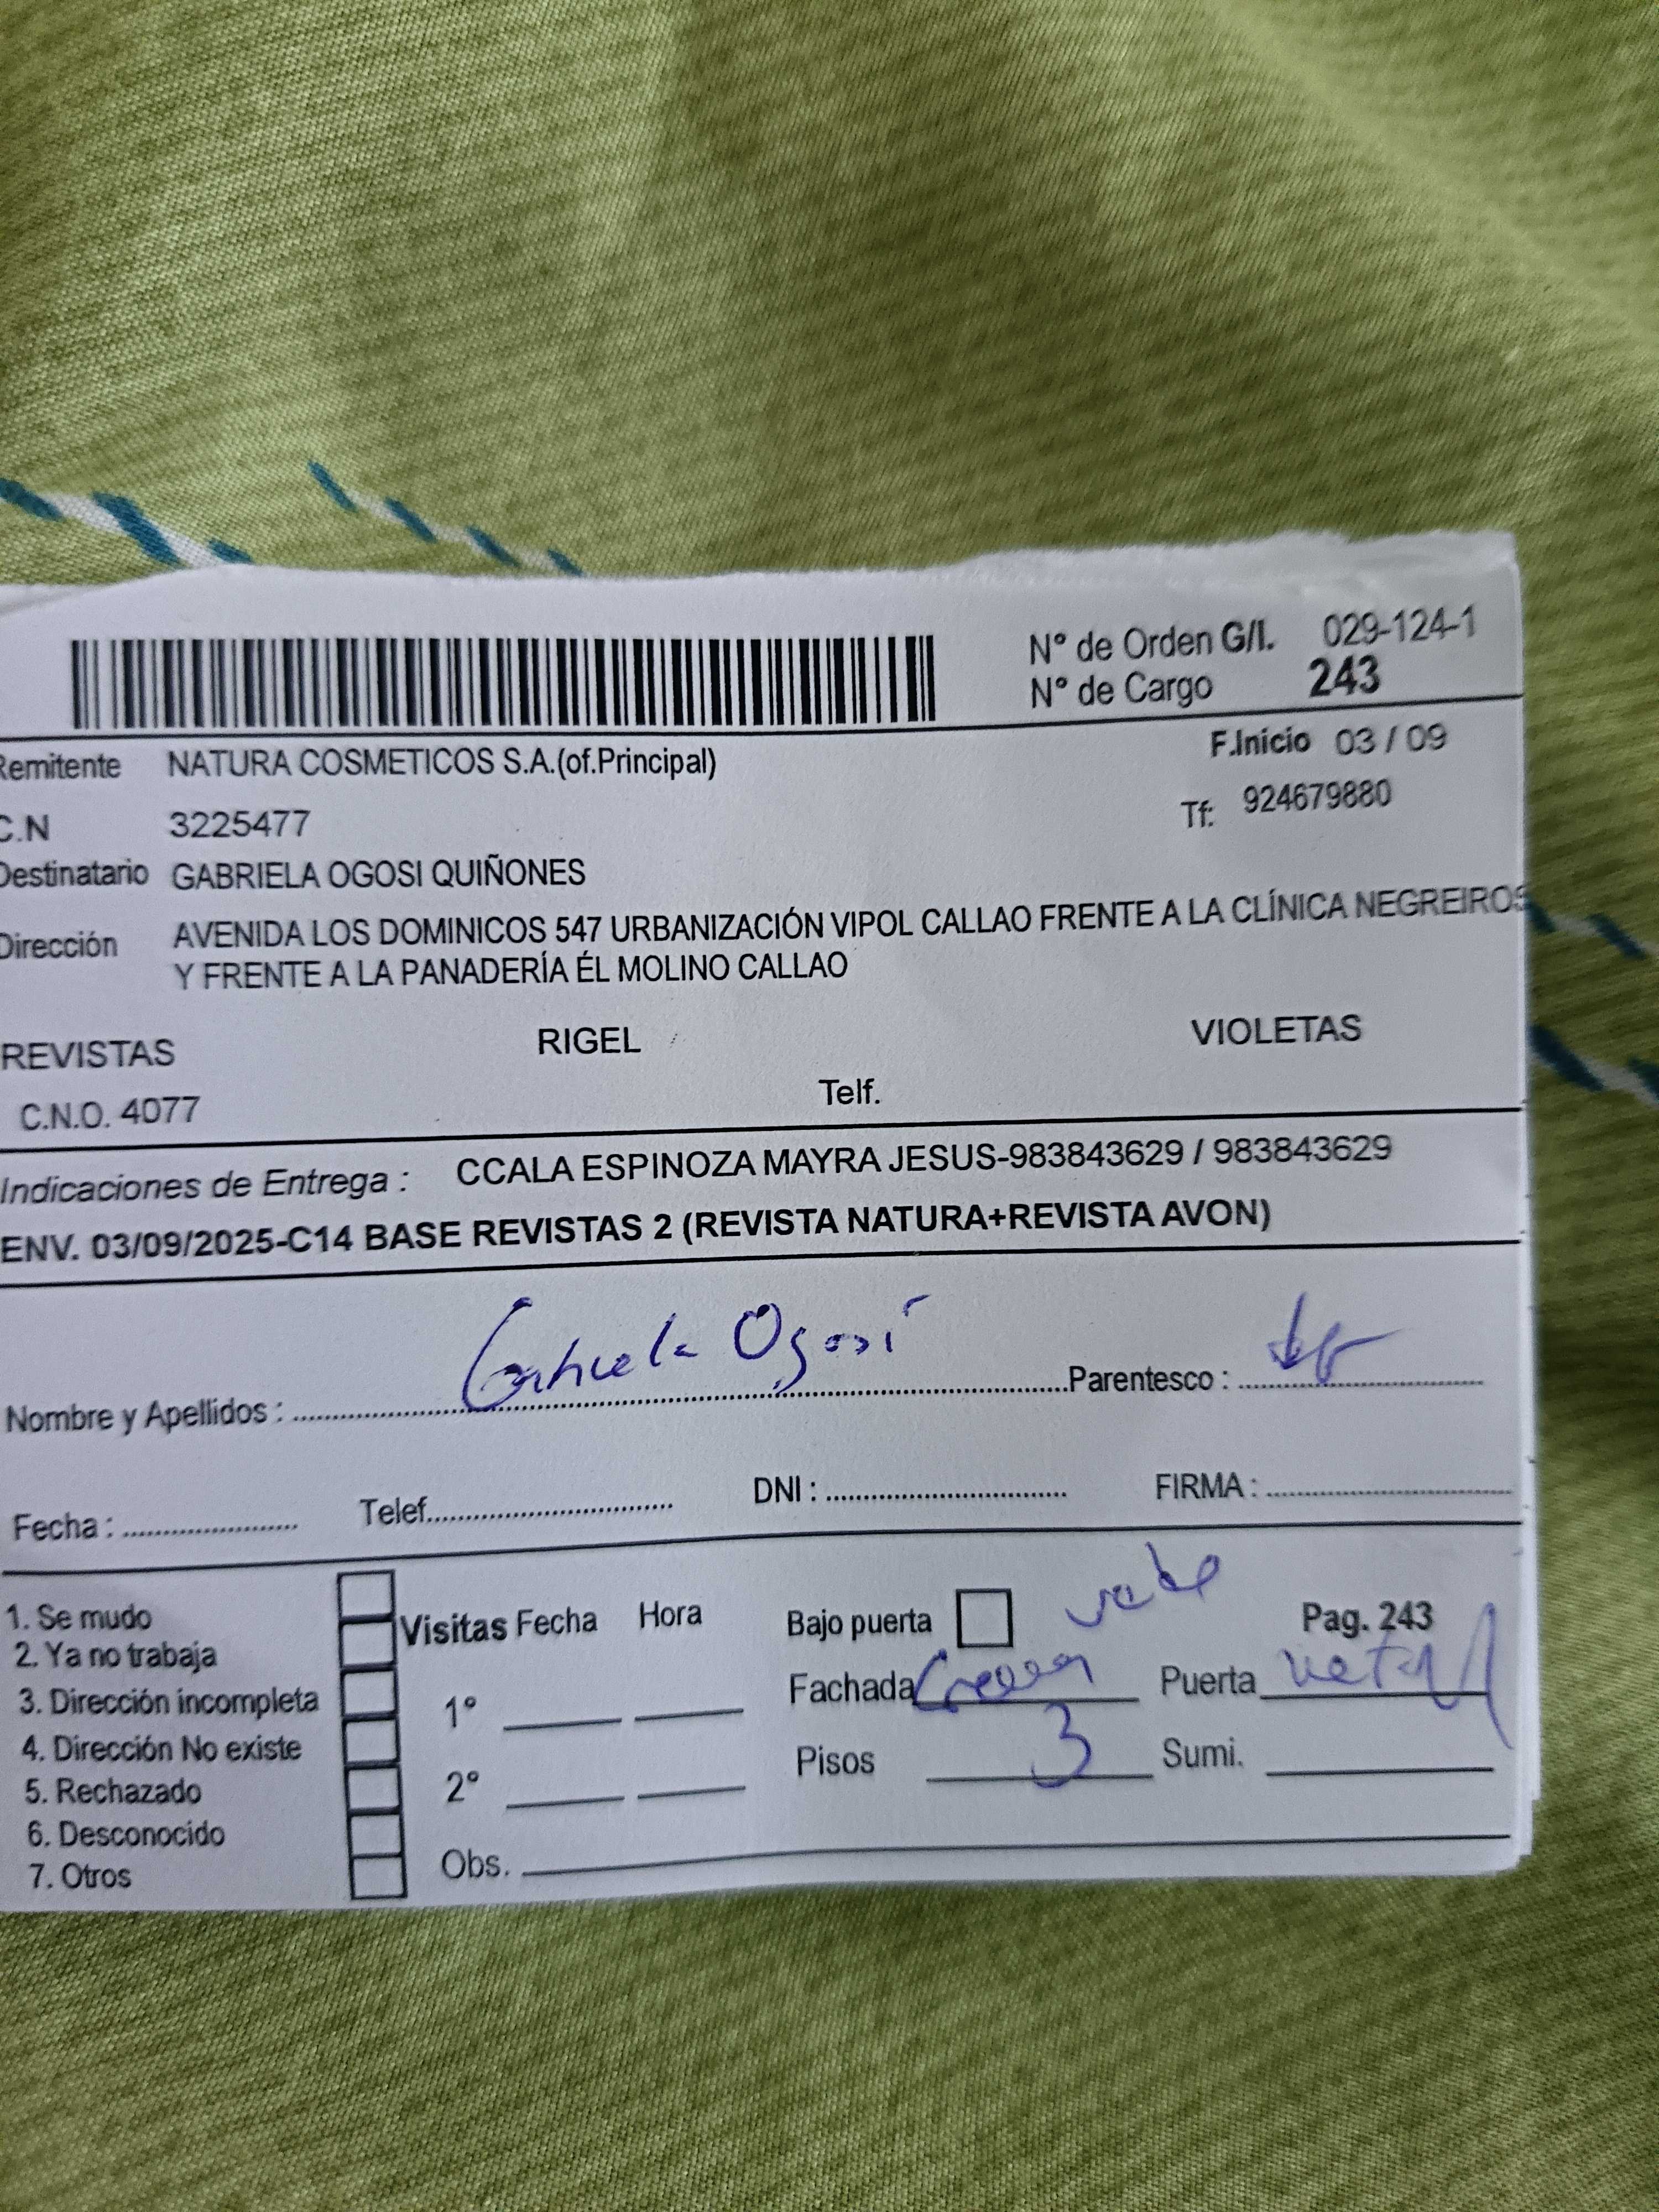 N° de Orden G/I. 029-124-1
N° de Cargo 243
Remitente NATURA COSMETICOS S.A.(of.Principal) F.Inicio 03 / 09
C.N 3225477 Tf: 924679880
Destinatario GABRIELA OGOSI QUIÑONES
Dirección AVENIDA LOS DOMINICOS 547 URBANIZACIÓN VIPOL CALLAO FRENTE A LA CLÍNICA NEGREIROS
Y FRENTE A LA PANADERÍA ÉL MOLINO CALLAO
REVISTAS RIGEL VIOLETAS
C.N.O. 4077 Telf.
Indicaciones de Entrega : CCALA ESPINOZA MAYRA JESUS-983843629 / 983843629
ENV. 03/09/2025-C14 BASE REVISTAS 2 (REVISTA NATURA+REVISTA AVON)
Nombre y Apellidos : Gabriela Ogosi Parentesco :
Fecha : Telef. DNI : FIRMA :
1. Se mudo
2. Ya no trabaja
3. Dirección incompleta
4. Dirección No existe
5. Rechazado
6. Desconocido
7. Otros
Visitas Fecha Hora
1°
2°
Obs.
Bajo puerta Pag. 243
Fachada Crema Puerta metal
Pisos 3 Sumi.